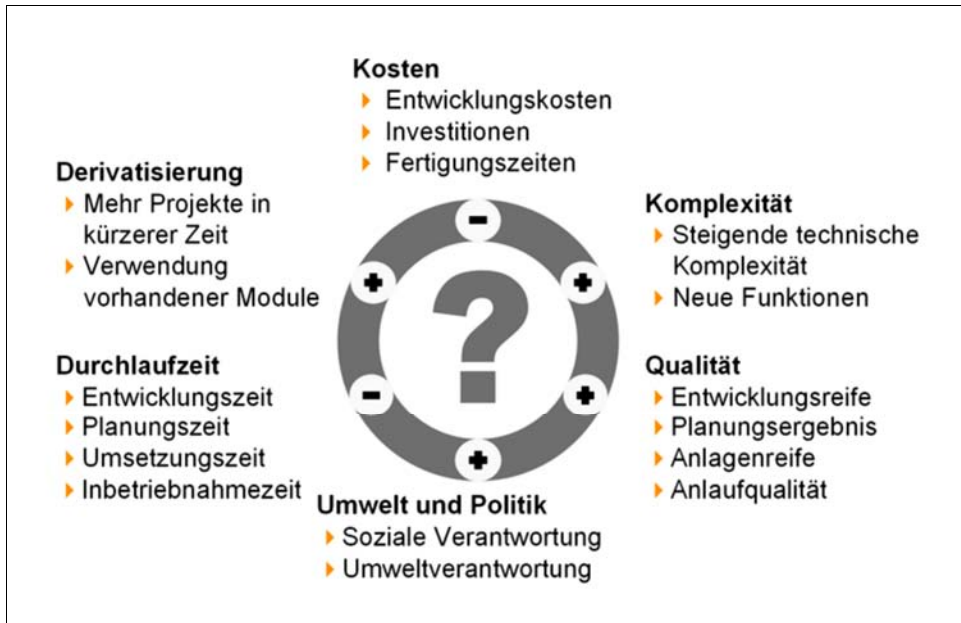 Kosten
Entwicklungskosten
Investitionen
Fertigungszeiten
Derivatisierung
Mehr Projekte in
kürzerer Zeit
Verwendung
vorhandener Module
Komplexität
Steigende technische
Komplexität
Neue Funktionen
?
Durchlaufzeit
Entwicklungszeit
Planungszeit
Umsetzungszeit
Inbetriebnahmezeit
Qualität
Entwicklungsreife
Planungsergebnis
Anlagenreife
Anlaufqualität
Umwelt und Politik
Soziale Verantwortung
Umweltverantwortung